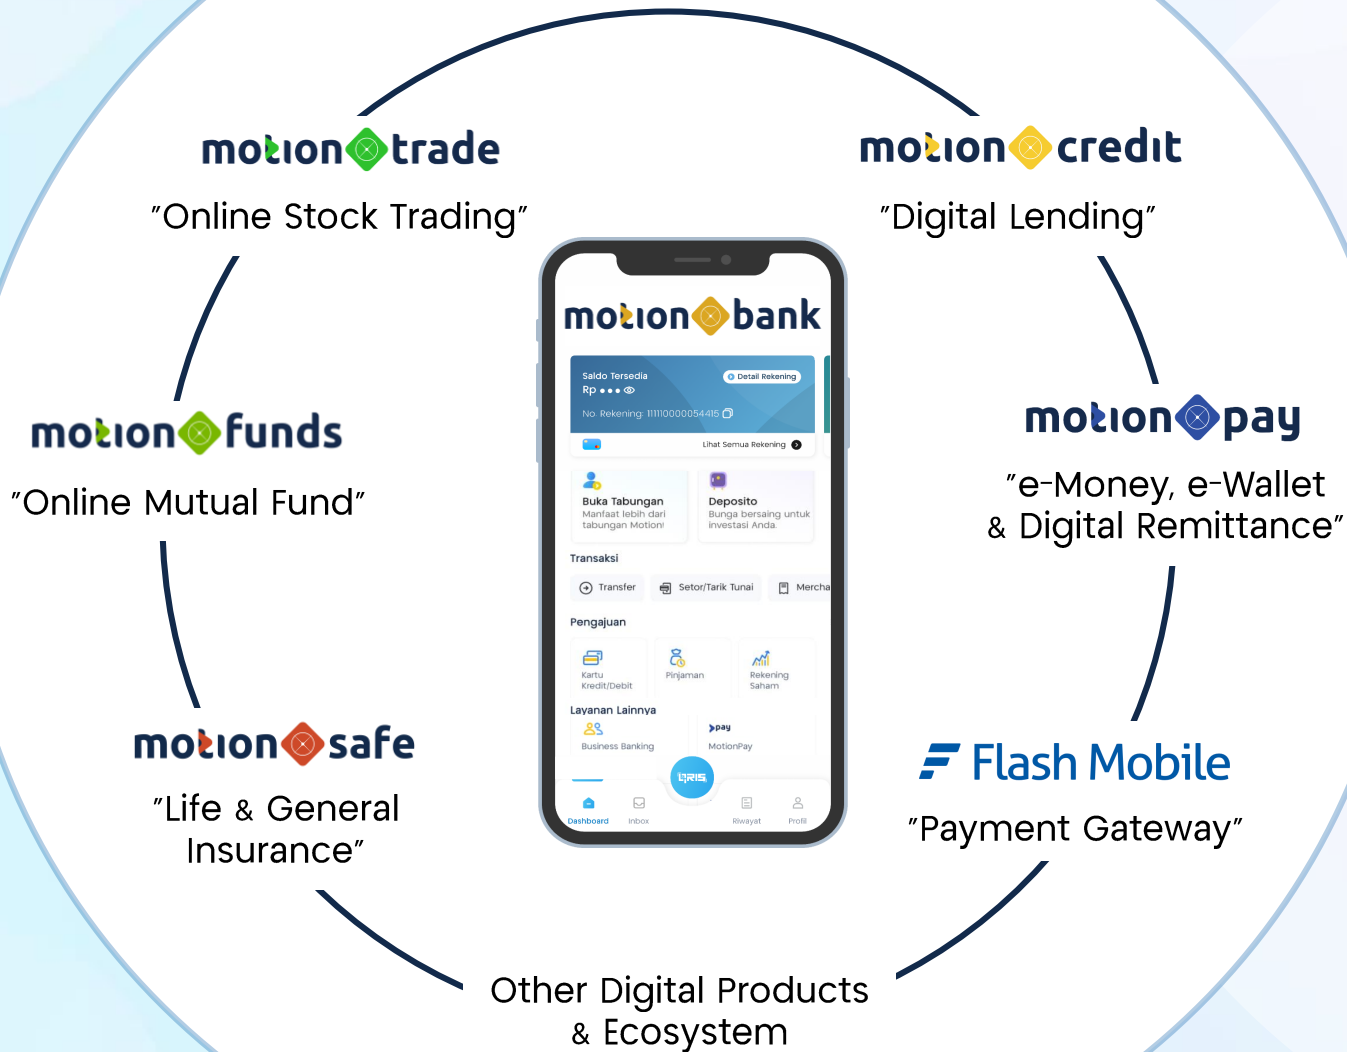 motion trade
"Online Stock Trading"
motion credit
"Digital Lending"
motion funds
"Online Mutual Fund"
motion pay
"e-Money, e-Wallet
& Digital Remittance"
motion safe
"Life & General
Insurance"
Flash Mobile
"Payment Gateway"
Other Digital Products
& Ecosystem
motion bank
Saldo Tersedia
Detail Rekening
Rp •••
No. Rekening: 111110000054415
Lihat Semua Rekening
Buka Tabungan
Manfaat lebih dari
tabungan Motion!
Deposito
Bunga bersaing untuk
investasi Anda.
Transaksi
Transfer
Setor/Tarik Tunai
Mercha
Pengajuan
Kartu
Kredit/Debit
Pinjaman
Rekening
Saham
Layanan Lainnya
Business Banking
pay
MotionPay
QRIS
Dashboard
Inbox
Riwayat
Profil